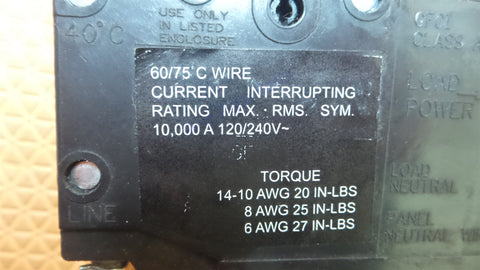 USE ONLY
IN LISTED
ENCLOSURE
40°C
GFCI
CLASS A
60/75°C WIRE
CURRENT INTERRUPTING
RATING MAX. RMS. SYM.
10,000 A 120/240V~
LOAD
POWER
TORQUE
14-10 AWG 20 IN-LBS
8 AWG 25 IN-LBS
6 AWG 27 IN-LBS
LINE
LOAD
NEUTRAL
PANEL
NEUTRAL